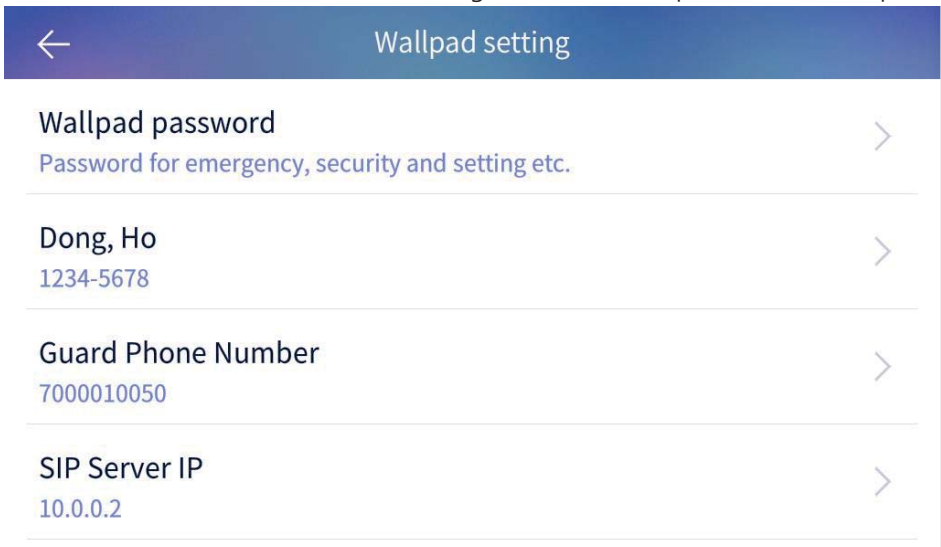 Wallpad setting
Wallpad password
Password for emergency, security and setting etc.
Dong, Ho
1234-5678
Guard Phone Number
7000010050
SIP Server IP
10.0.0.2